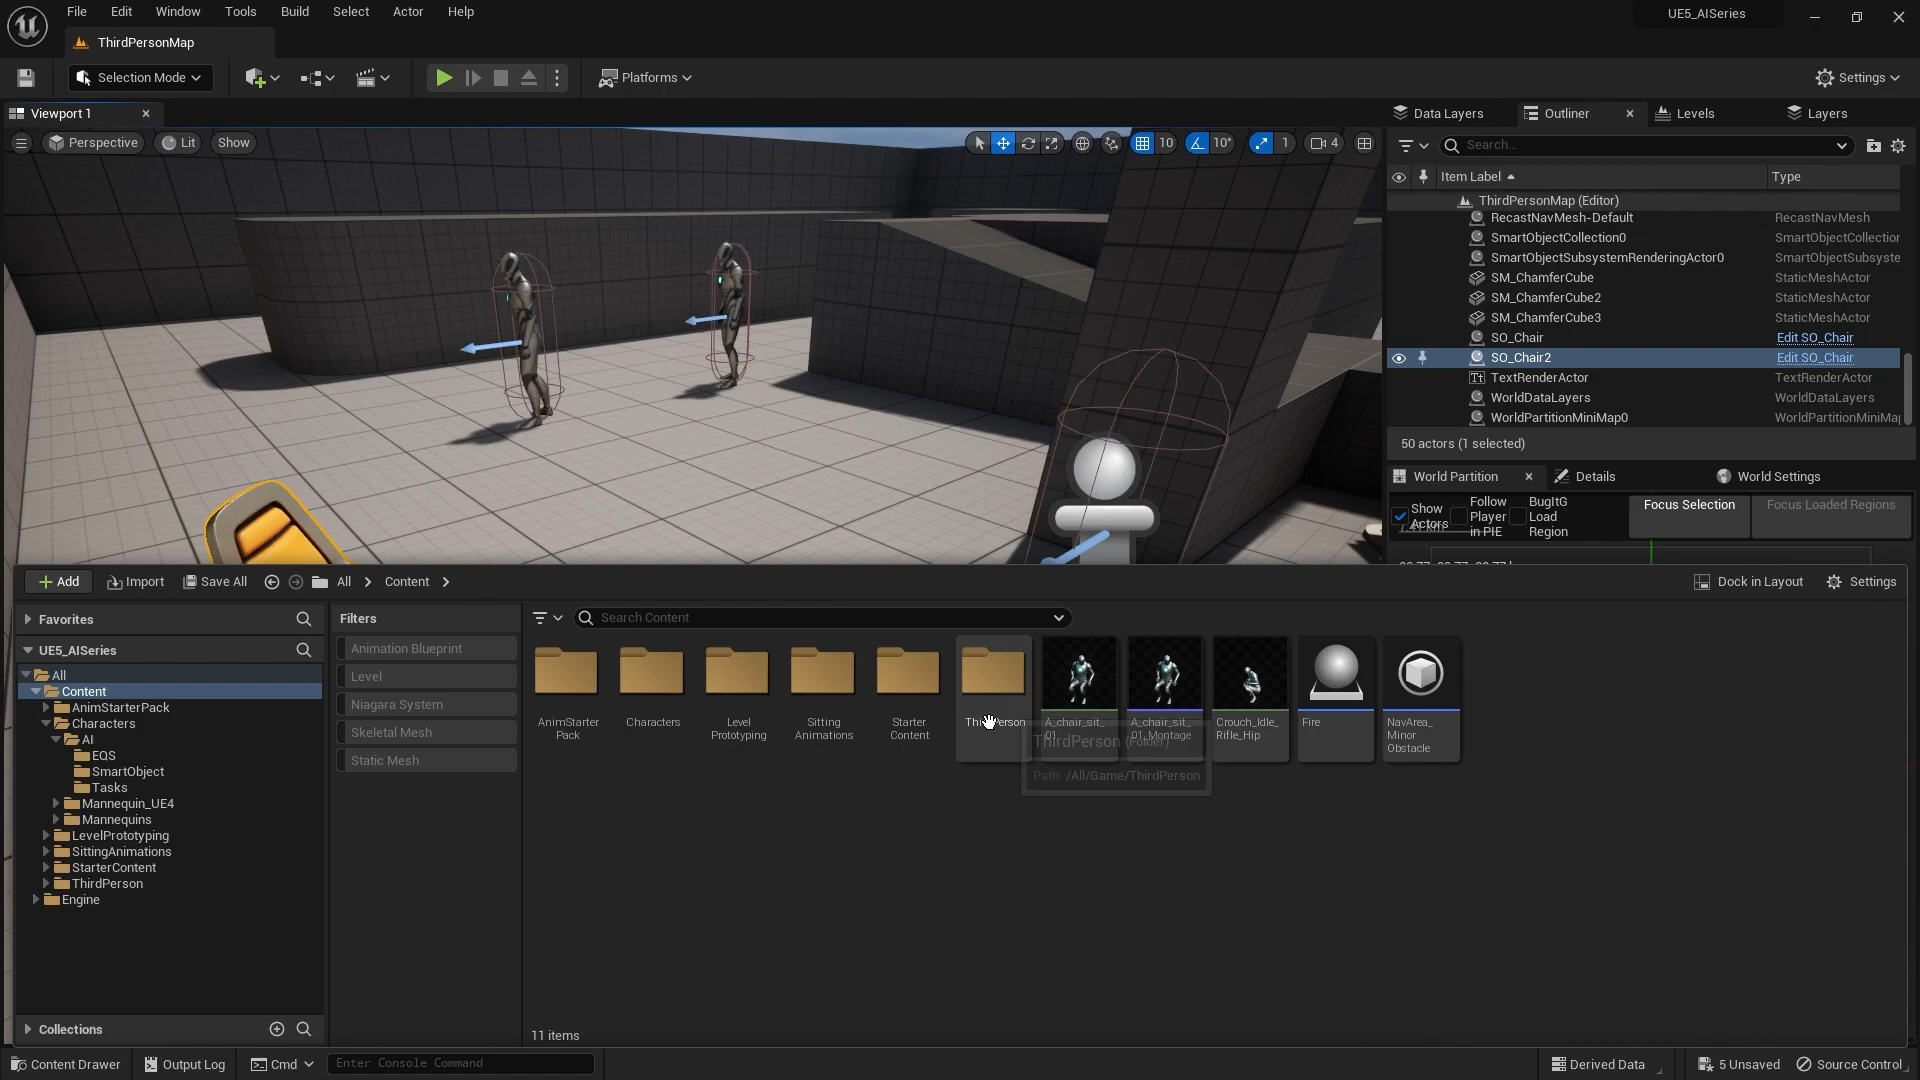 File Edit Window Tools Build Select Actor Help
UE5_AISeries
ThirdPersonMap
Selection Mode
Platforms
Settings
Viewport 1
Data Layers
Outliner
Levels
Layers
Perspective
Lit
Show
10
10°
1
4
Search...
Item Label
Type
ThirdPersonMap (Editor)
RecastNavMesh-Default RecastNavMesh
SmartObjectCollection0 SmartObjectCollection
SmartObjectSubsystemRenderingActor0 SmartObjectSubsyste
SM_ChamferCube StaticMeshActor
SM_ChamferCube2 StaticMeshActor
SM_ChamferCube3 StaticMeshActor
SO_Chair Edit SO_Chair
SO_Chair2 Edit SO_Chair
TextRenderActor TextRenderActor
WorldDataLayers WorldDataLayers
WorldPartitionMiniMap0 WorldPartitionMiniMap
50 actors (1 selected)
World Partition
Details
World Settings
Show
Actors
Follow
Player
in PIE
BugItG
Load
Region
Focus Selection
Focus Loaded Regions
Add
Import
Save All
All
Content
Dock in Layout
Settings
Favorites
UE5_AISeries
All
Content
AnimStarterPack
Characters
AI
EQS
SmartObject
Tasks
Mannequin_UE4
Mannequins
LevelPrototyping
SittingAnimations
StarterContent
ThirdPerson
Engine
Collections
Filters
Animation Blueprint
Level
Niagara System
Skeletal Mesh
Static Mesh
Search Content
AnimStarter
Pack
Characters
Level
Prototyping
Sitting
Animations
Starter
Content
ThirdPerson
A_chair_sit_
01
A_chair_sit_
01_Montage
Crouch_Idle_
Rifle_Hip
Fire
NavArea_
Minor
Obstacle
ThirdPerson (Folder)
Path: /All/Game/ThirdPerson
11 items
Content Drawer
Output Log
Cmd
Enter Console Command
Derived Data
5 Unsaved
Source Control